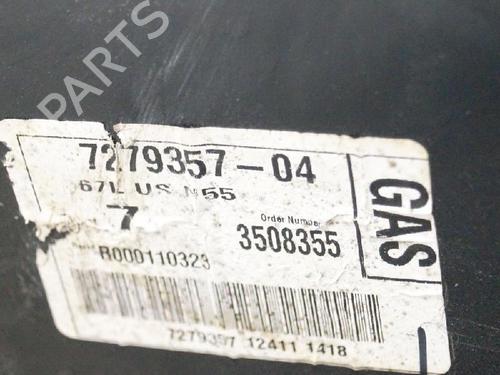 PARTS
7279357-04
67L US N55
7
Order Number
3508355
R000110323
GAS
7279357 12411 1418